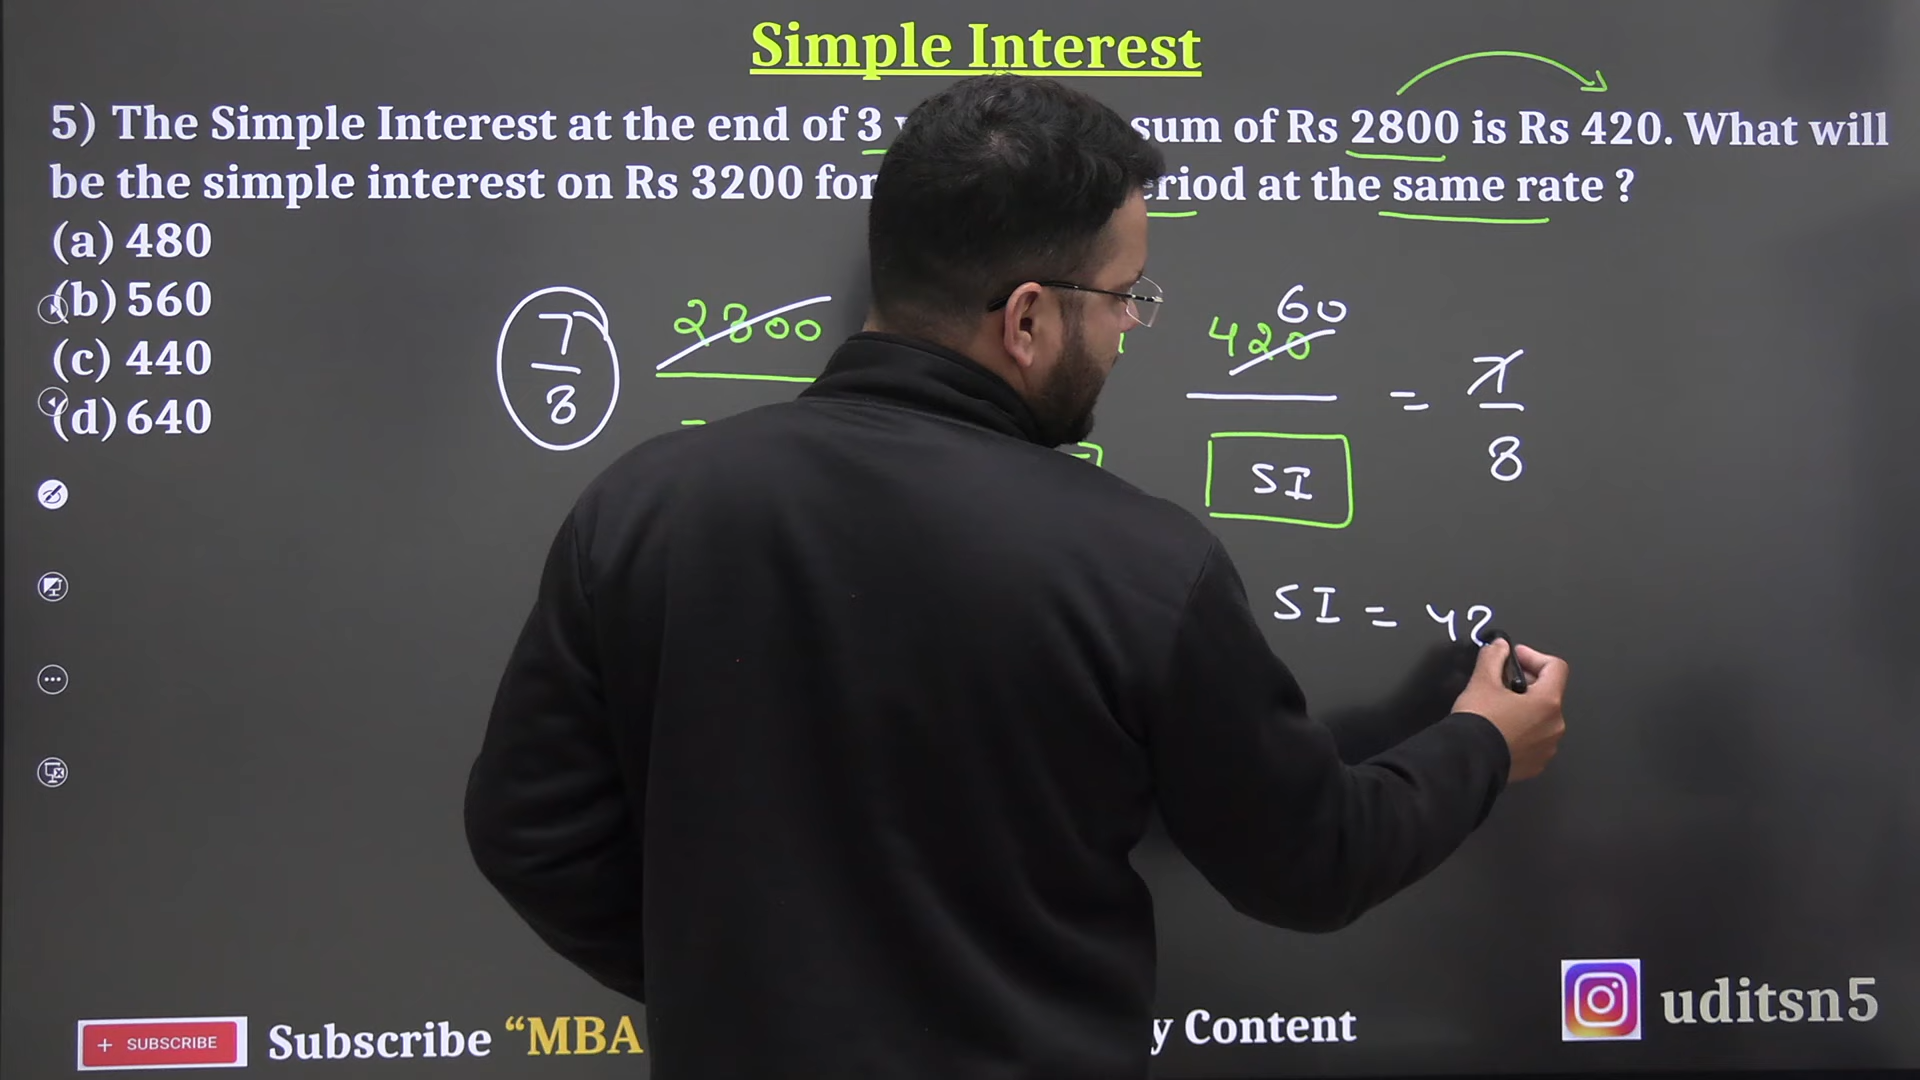 Simple Interest
5) The Simple Interest at the end of 3 sum of Rs 2800 is Rs 420. What will
be the simple interest on Rs 3200 for eriod at the same rate ?
(a) 480
(b) 560
(c) 440
(d) 640
7
8
2800
60
420
SI
= 7
8
SI = 42
+ SUBSCRIBE
Subscribe “MBA y Content
uditsn5